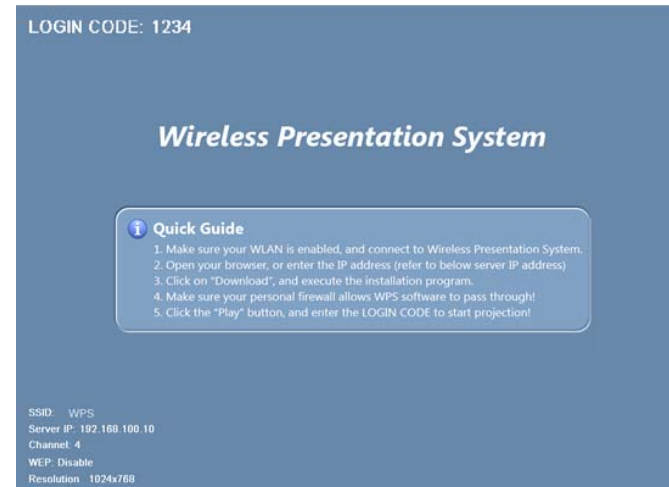 LOGIN CODE: 1234
Wireless Presentation System
Quick Guide
1. Make sure your WLAN is enabled, and connect to Wireless Presentation System.
2. Open your browser, or enter the IP address (refer to below server IP address)
3. Click on "Download", and execute the installation program.
4. Make sure your personal firewall allows WPS software to pass through!
5. Click the "Play" button, and enter the LOGIN CODE to start projection!
SSID: WPS
Server IP: 192.168.100.10
Channel: 4
WEP: Disable
Resolution 1024x768